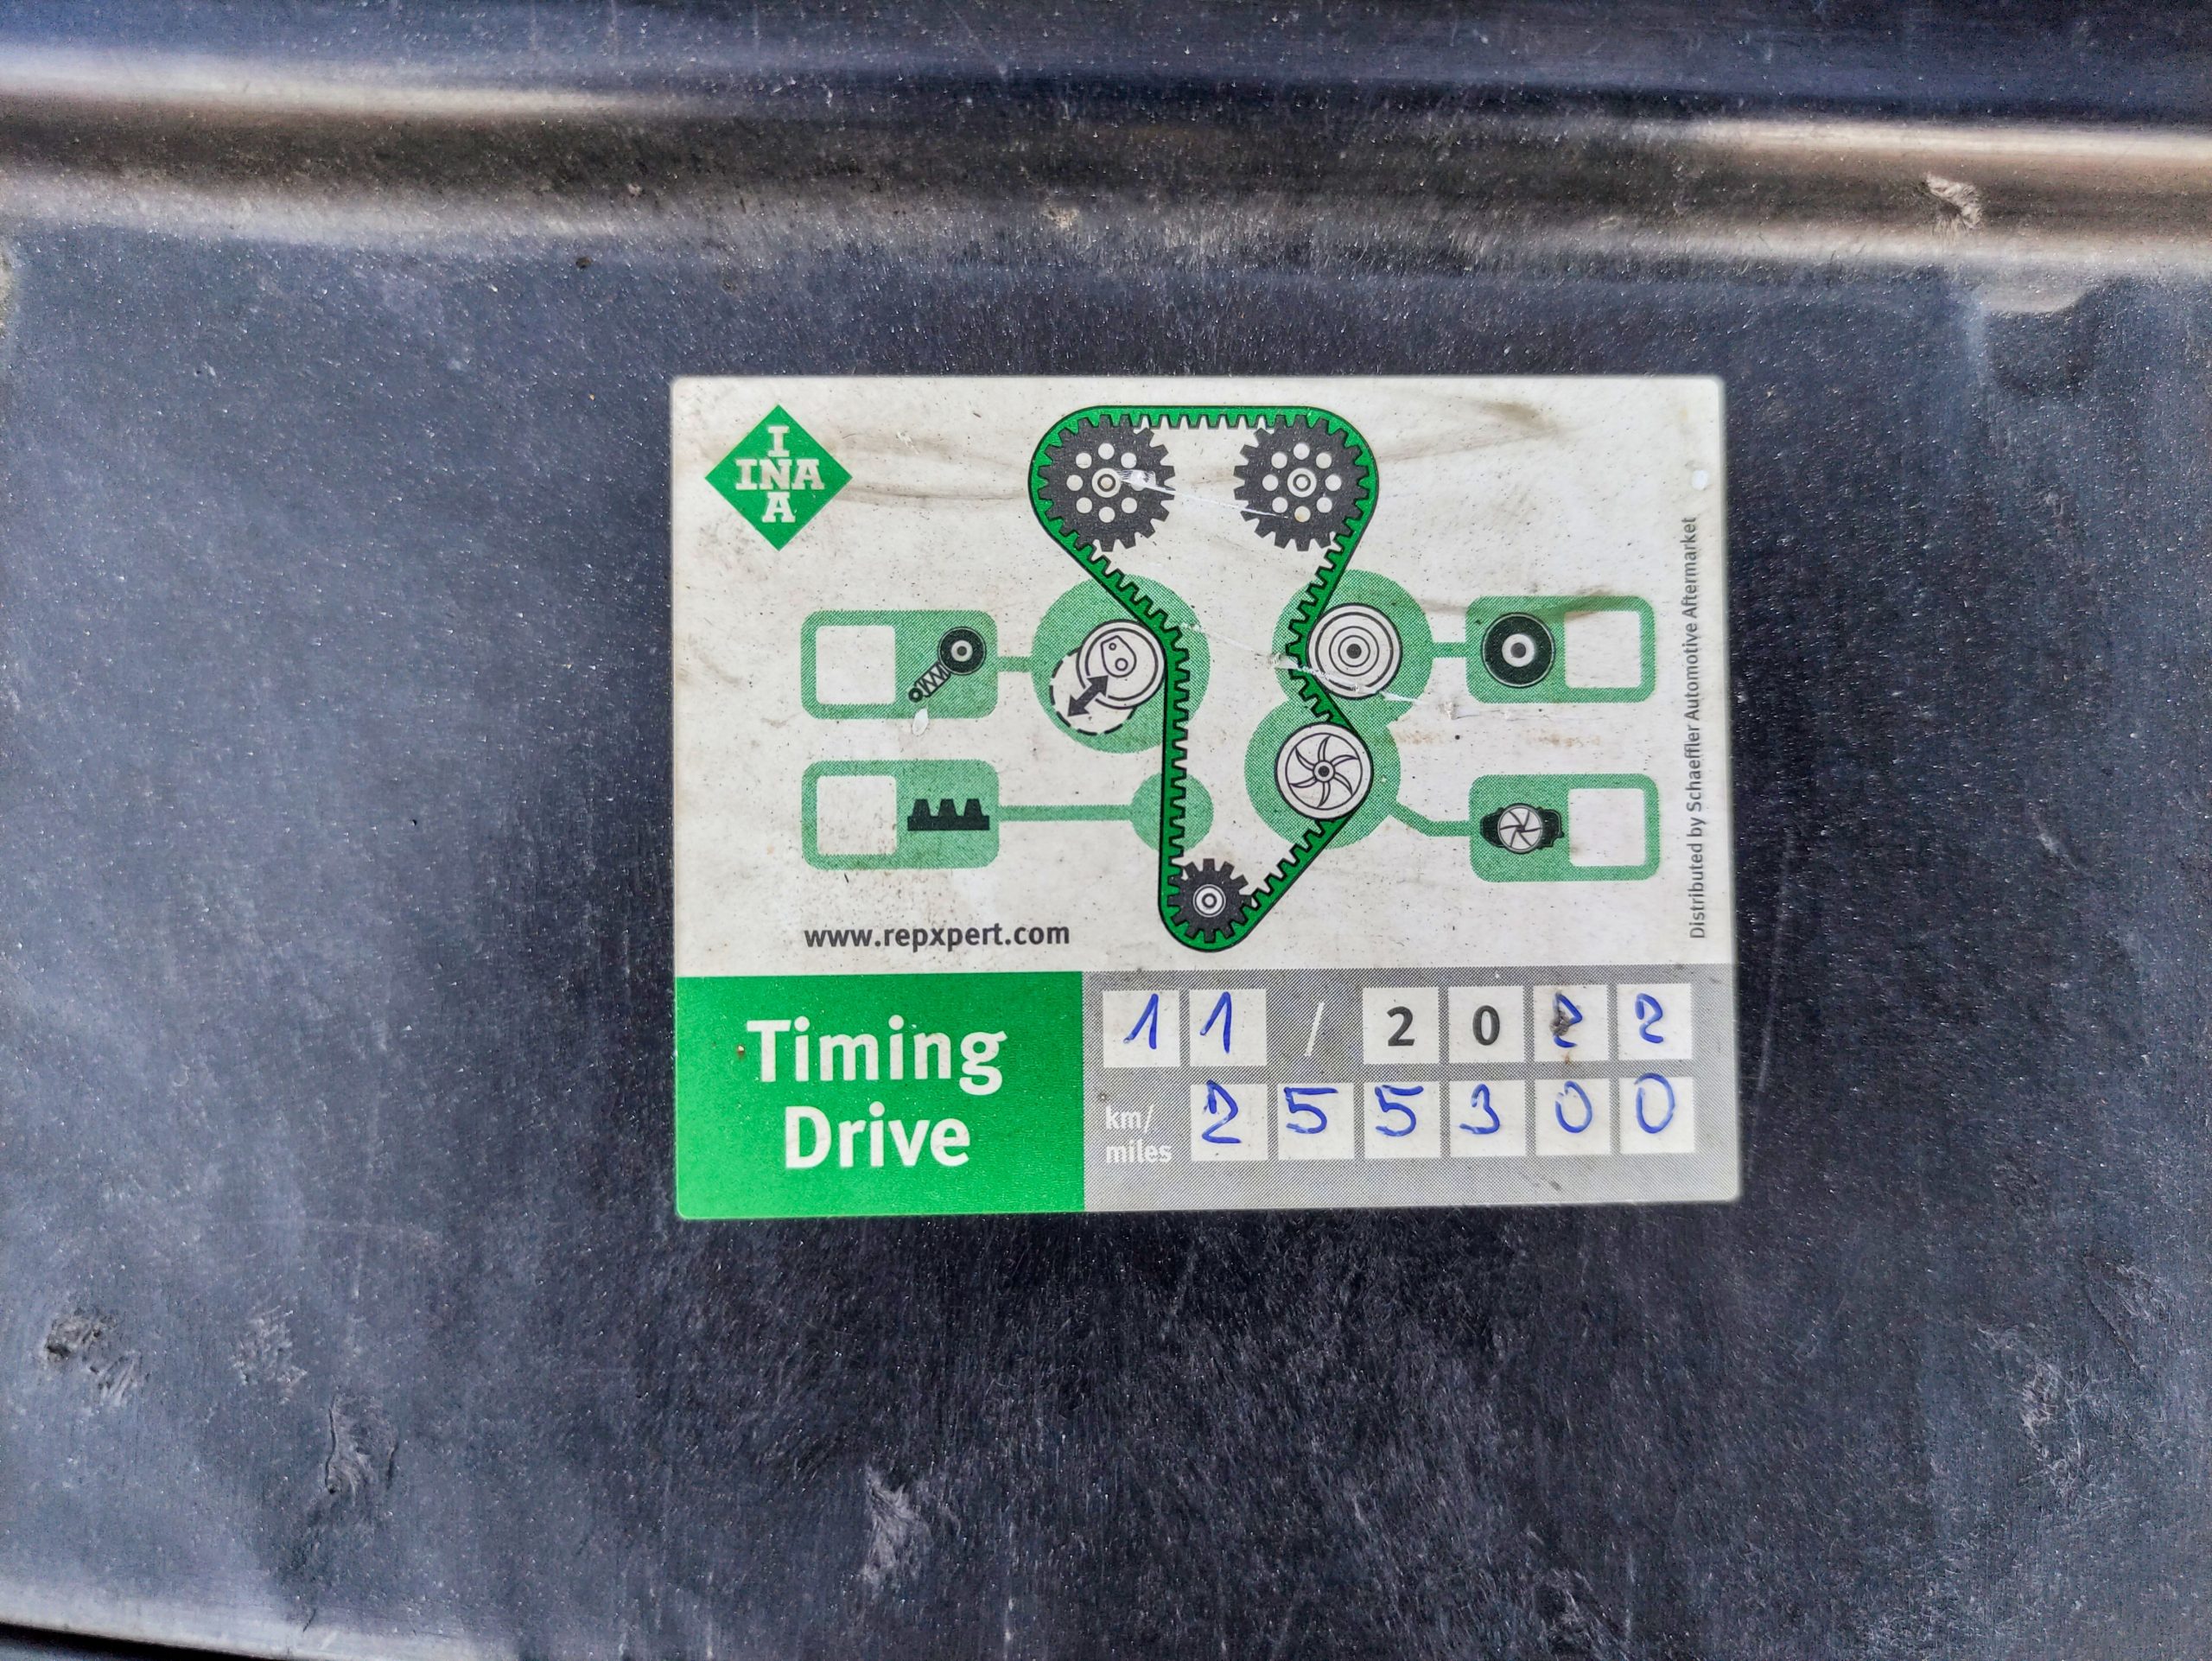 I
INA
A
Distributed by Schaeffler Automotive Aftermarket
www.repxpert.com
Timing
Drive
11 / 2022
km/
miles
255300